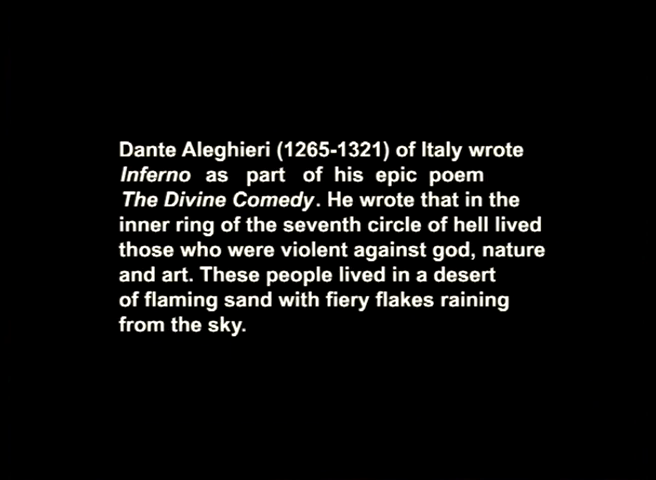 Dante Aleghieri (1265-1321) of Italy wrote
Inferno as part of his epic poem
The Divine Comedy. He wrote that in the
inner ring of the seventh circle of hell lived
those who were violent against god, nature
and art. These people lived in a desert
of flaming sand with fiery flakes raining
from the sky.